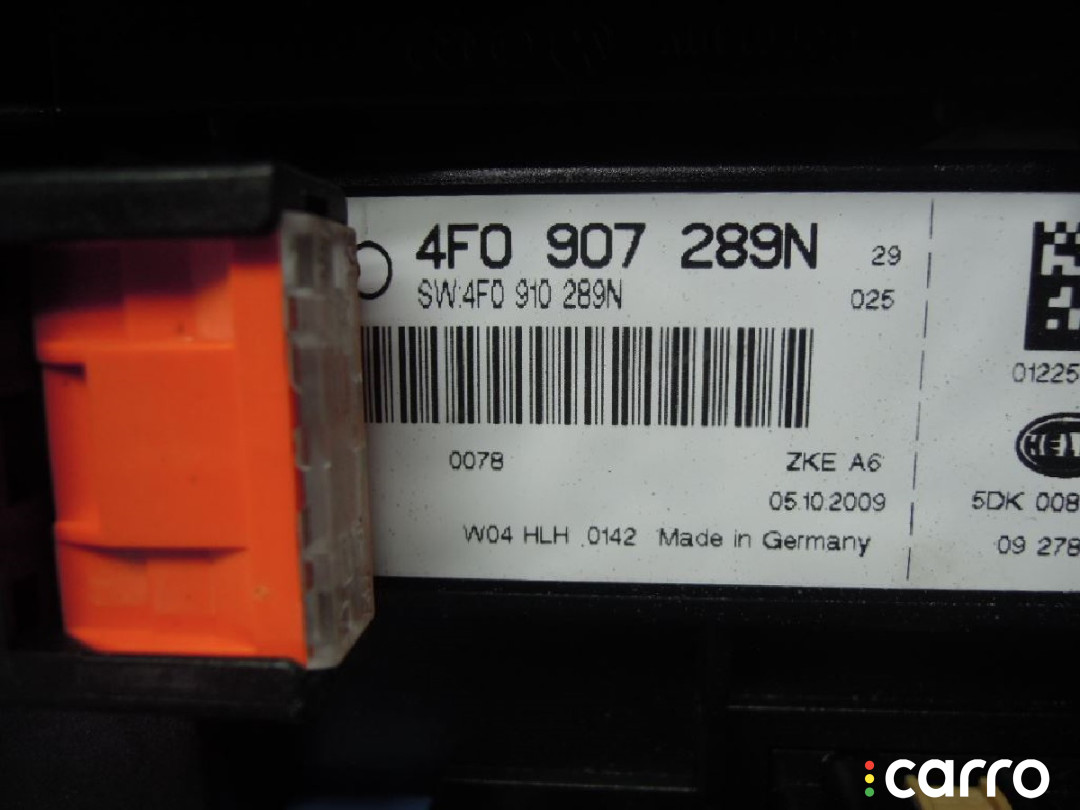 4F0 907 289N 29
SW:4F0 910 289N 025
01225
0078 ZKE A6
05.10.2009
5DK 008
W04 HLH 0142 Made in Germany
09 278
carro